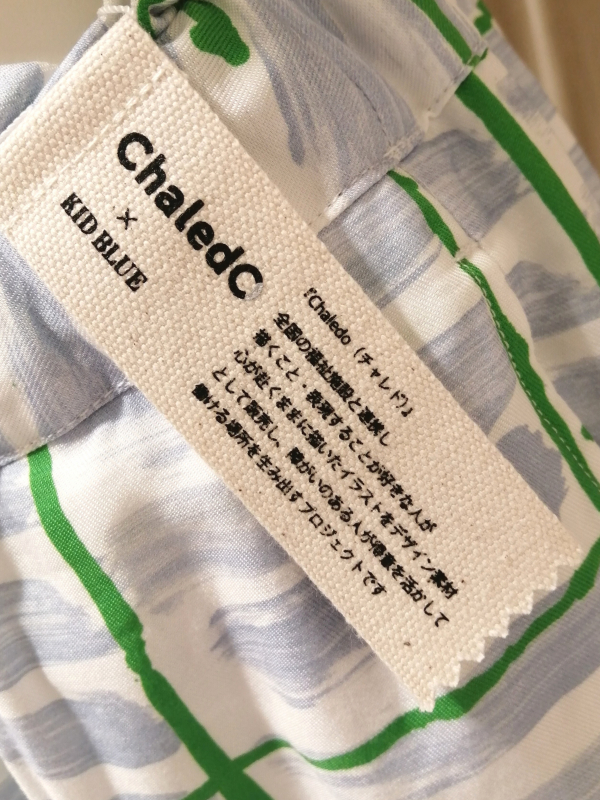 Chaledo
×
KID BLUE
『Chaledo（チャレド）』
全国の福祉施設と連携し
描くこと・表現することが好きな人が
心が赴くままに描いたイラストをデザイン素材
として販売し、障がいのある人が得意を活かして
働ける場所を生み出すプロジェクトです